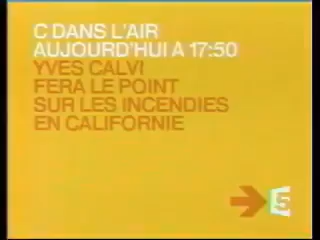 C DANS L'AIR
AUJOURD'HUI A 17:50
YVES CALVI
FERA LE POINT
SUR LES INCENDIES
EN CALIFORNIE
5